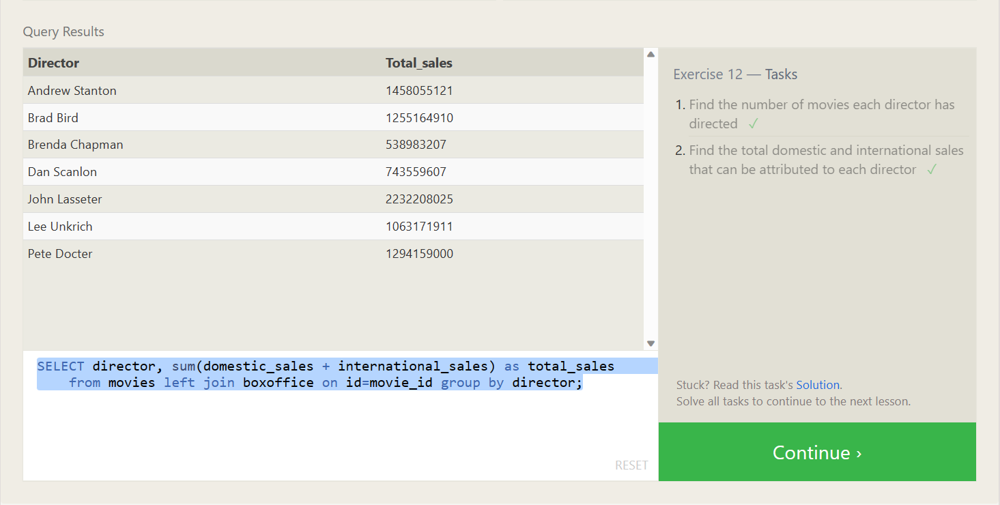 Query Results
Director Total_sales
Andrew Stanton 1458055121
Brad Bird 1255164910
Brenda Chapman 538983207
Dan Scanlon 743559607
John Lasseter 2232208025
Lee Unkrich 1063171911
Pete Docter 1294159000
SELECT director, sum(domestic_sales + international_sales) as total_sales
from movies left join boxoffice on id=movie_id group by director;
RESET
Exercise 12 — Tasks
1. Find the number of movies each director has
directed ✓
2. Find the total domestic and international sales
that can be attributed to each director ✓
Stuck? Read this task's Solution.
Solve all tasks to continue to the next lesson.
Continue ›